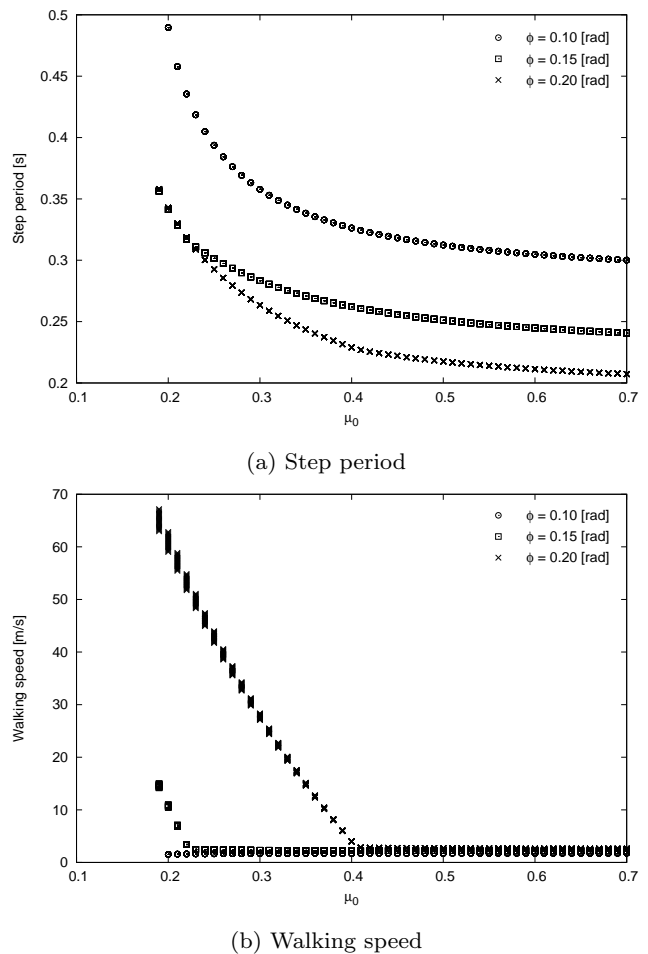 0.5
0.45
0.4
0.35
0.3
0.25
0.2
Step period [s]
ϕ = 0.10 [rad]
ϕ = 0.15 [rad]
ϕ = 0.20 [rad]
0.1 0.2 0.3 0.4 0.5 0.6 0.7
μ0
(a) Step period
70
60
50
40
30
20
10
0
Walking speed [m/s]
ϕ = 0.10 [rad]
ϕ = 0.15 [rad]
ϕ = 0.20 [rad]
0.1 0.2 0.3 0.4 0.5 0.6 0.7
μ0
(b) Walking speed